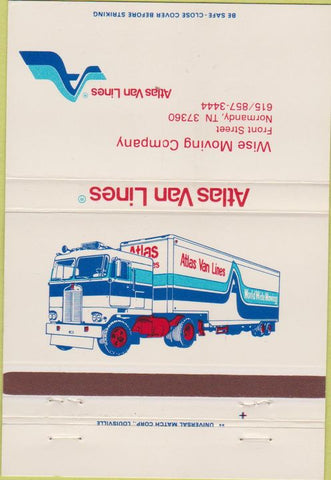 BE SAFE - CLOSE COVER BEFORE STRIKING
Wise Moving Company
Front Street
Normandy, TN 37360
615/857-3444
Atlas Van Lines®
Atlas Van Lines®
Atlas Van Lines
World Wide Moving
Atlas
UNIVERSAL MATCH CORP., LOUISVILLE